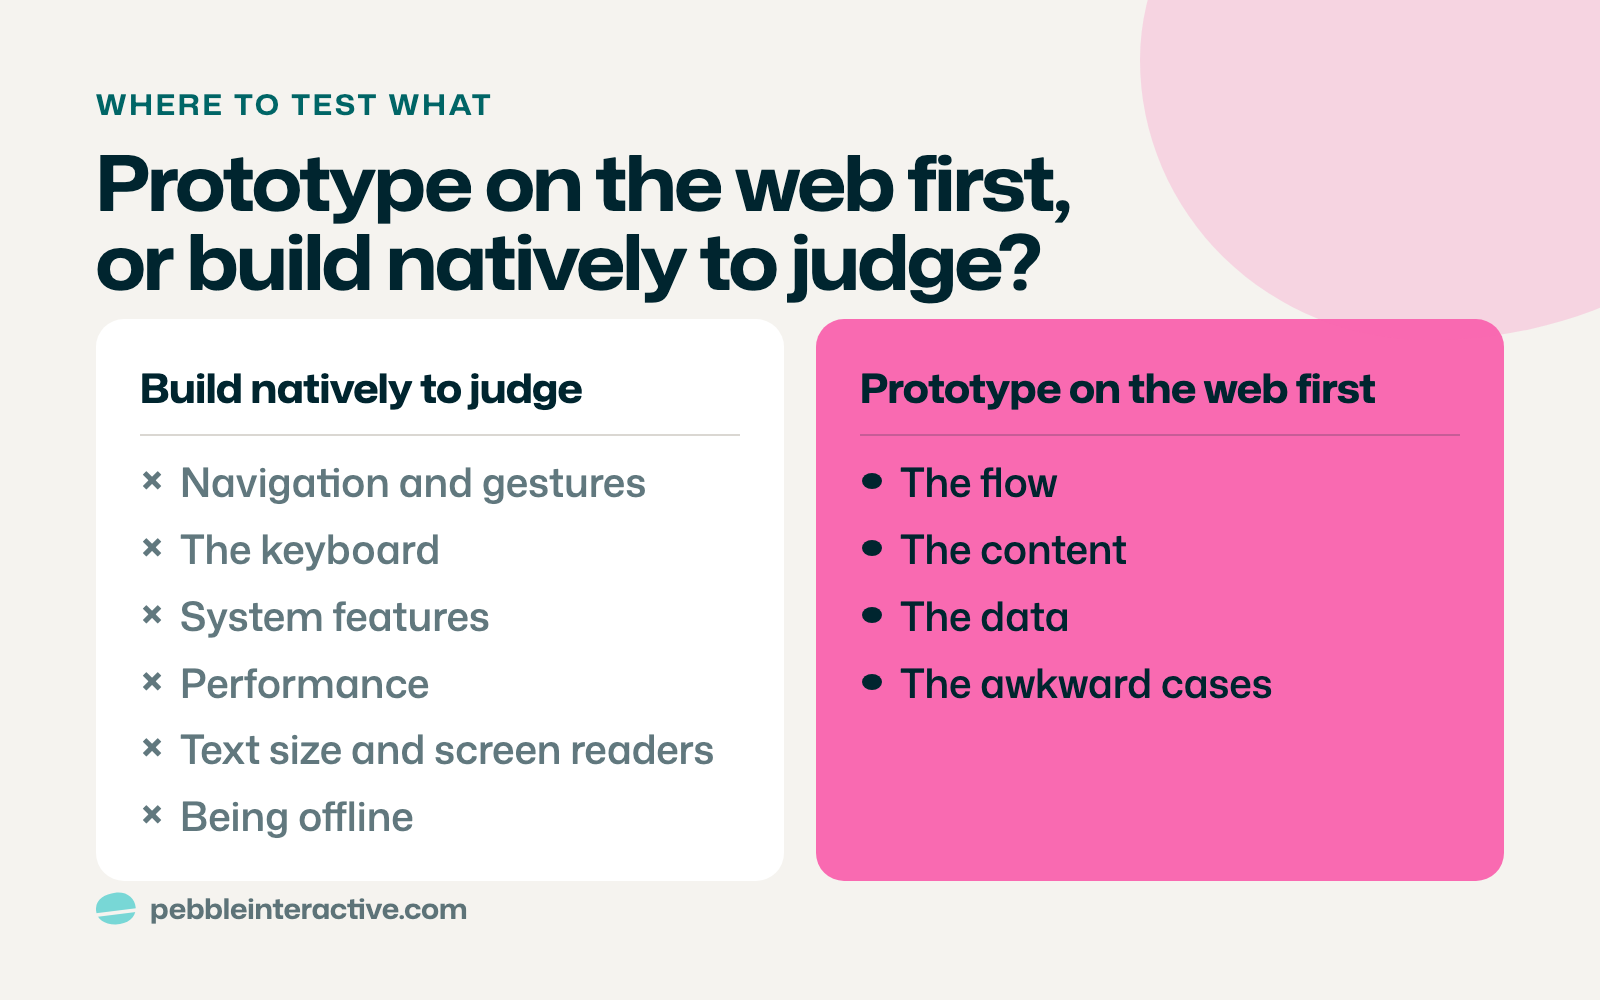 WHERE TO TEST WHAT
Prototype on the web first,
or build natively to judge?
Build natively to judge
× Navigation and gestures
× The keyboard
× System features
× Performance
× Text size and screen readers
× Being offline
Prototype on the web first
● The flow
● The content
● The data
● The awkward cases
pebbleinteractive.com